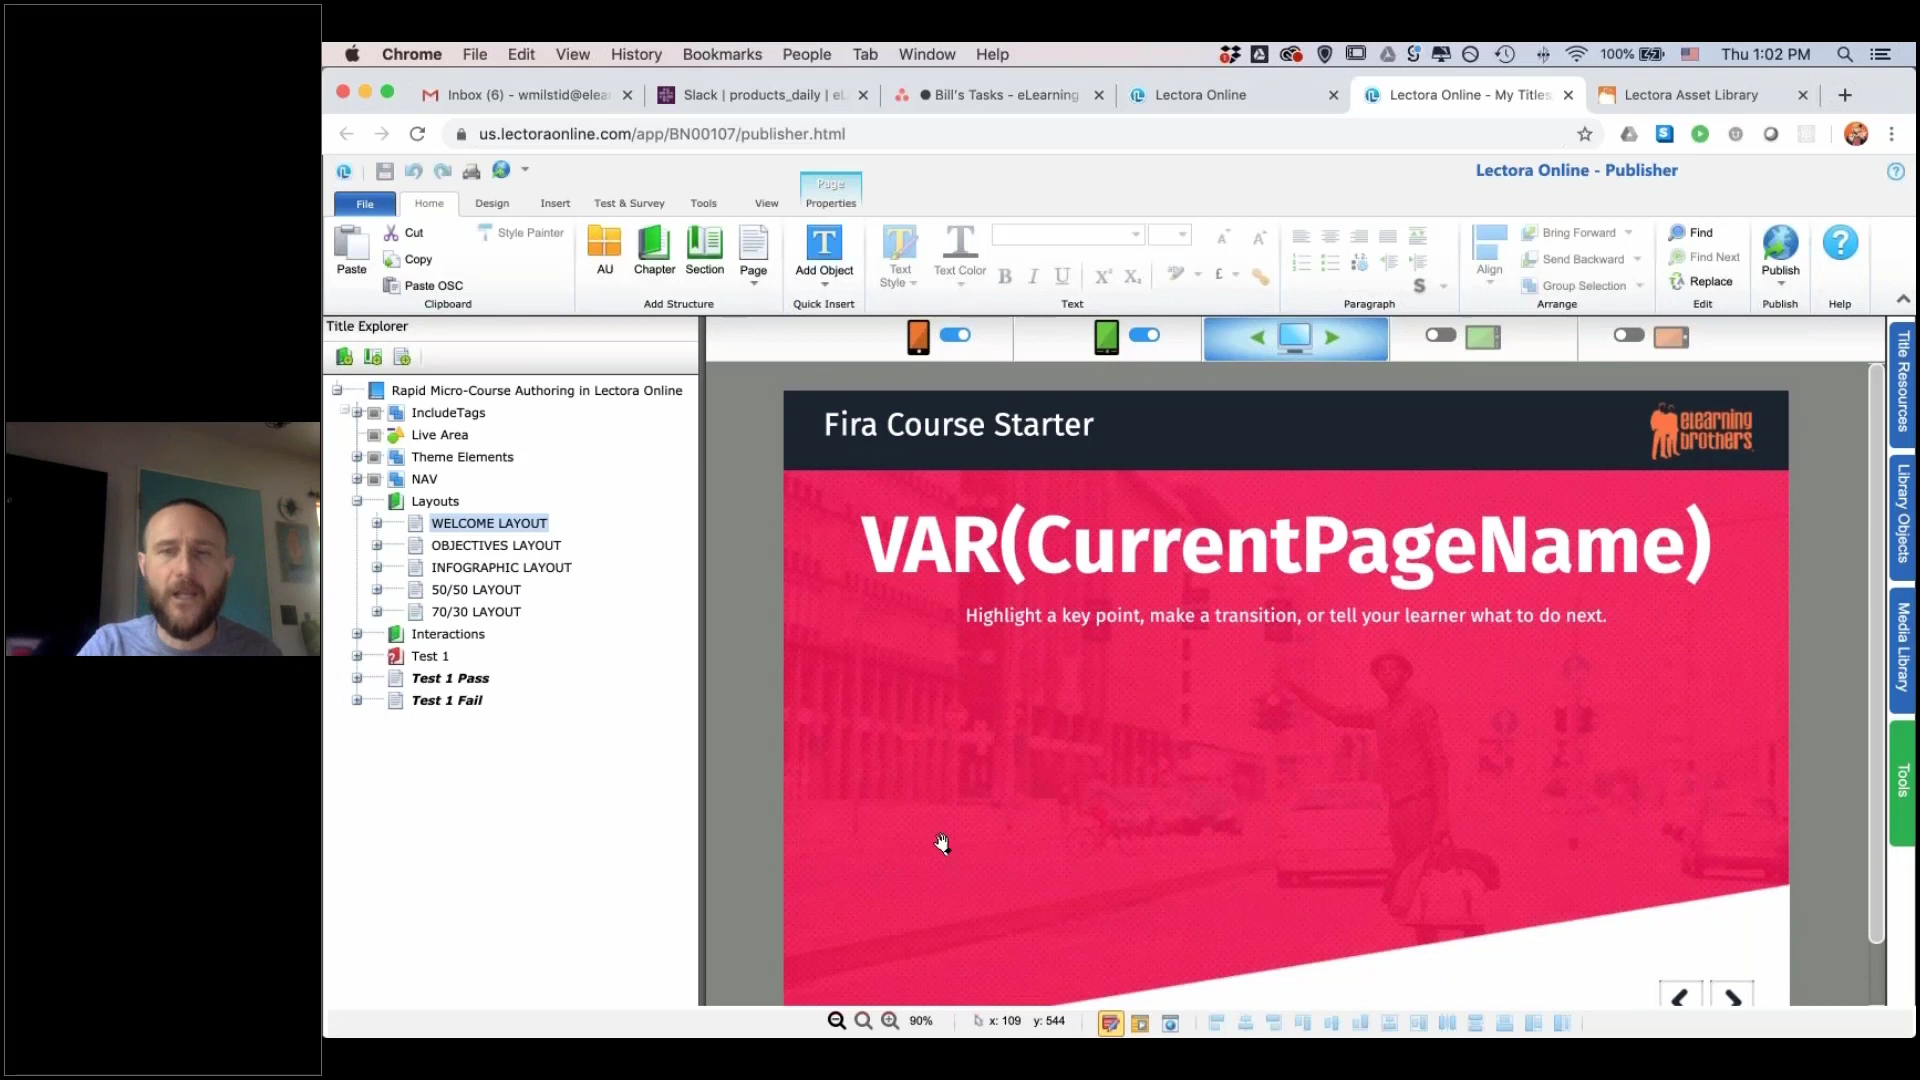 Chrome File Edit View History Bookmarks People Tab Window Help 100% Thu 1:02 PM
Inbox (6) - wmilstid@elea Slack | products_daily | eL Bill's Tasks - eLearning Lectora Online Lectora Online - My Titles Lectora Asset Library
us.lectoraonline.com/app/BN00107/publisher.html
Lectora Online - Publisher
Page
File Home Design Insert Test & Survey Tools View Properties
Paste Cut Copy Paste OSC Style Painter
Clipboard
AU Chapter Section Page
Add Structure
Add Object
Quick Insert
Text Style Text Color B I U X² X₂
Text
Paragraph
Align Bring Forward Send Backward Group Selection
Arrange
Find Find Next Replace
Edit
Publish
Publish
Help
Title Explorer
Rapid Micro-Course Authoring in Lectora Online
IncludeTags
Live Area
Theme Elements
NAV
Layouts
WELCOME LAYOUT
OBJECTIVES LAYOUT
INFOGRAPHIC LAYOUT
50/50 LAYOUT
70/30 LAYOUT
Interactions
Test 1
Test 1 Pass
Test 1 Fail
Fira Course Starter
elearning
brothers
VAR(CurrentPageName)
Highlight a key point, make a transition, or tell your learner what to do next.
Title Resources
Library Objects
Media Library
Tools
90% x: 109 y: 544